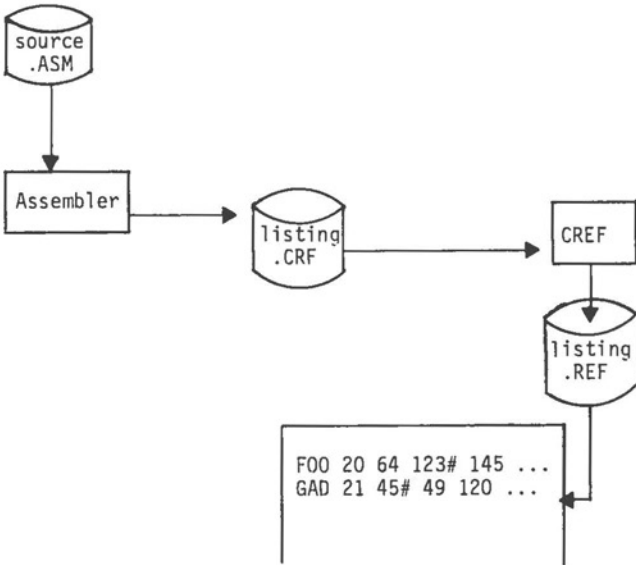 source
.ASM
Assembler
listing
.CRF
CREF
listing
.REF
FOO 20 64 123# 145 ...
GAD 21 45# 49 120 ...